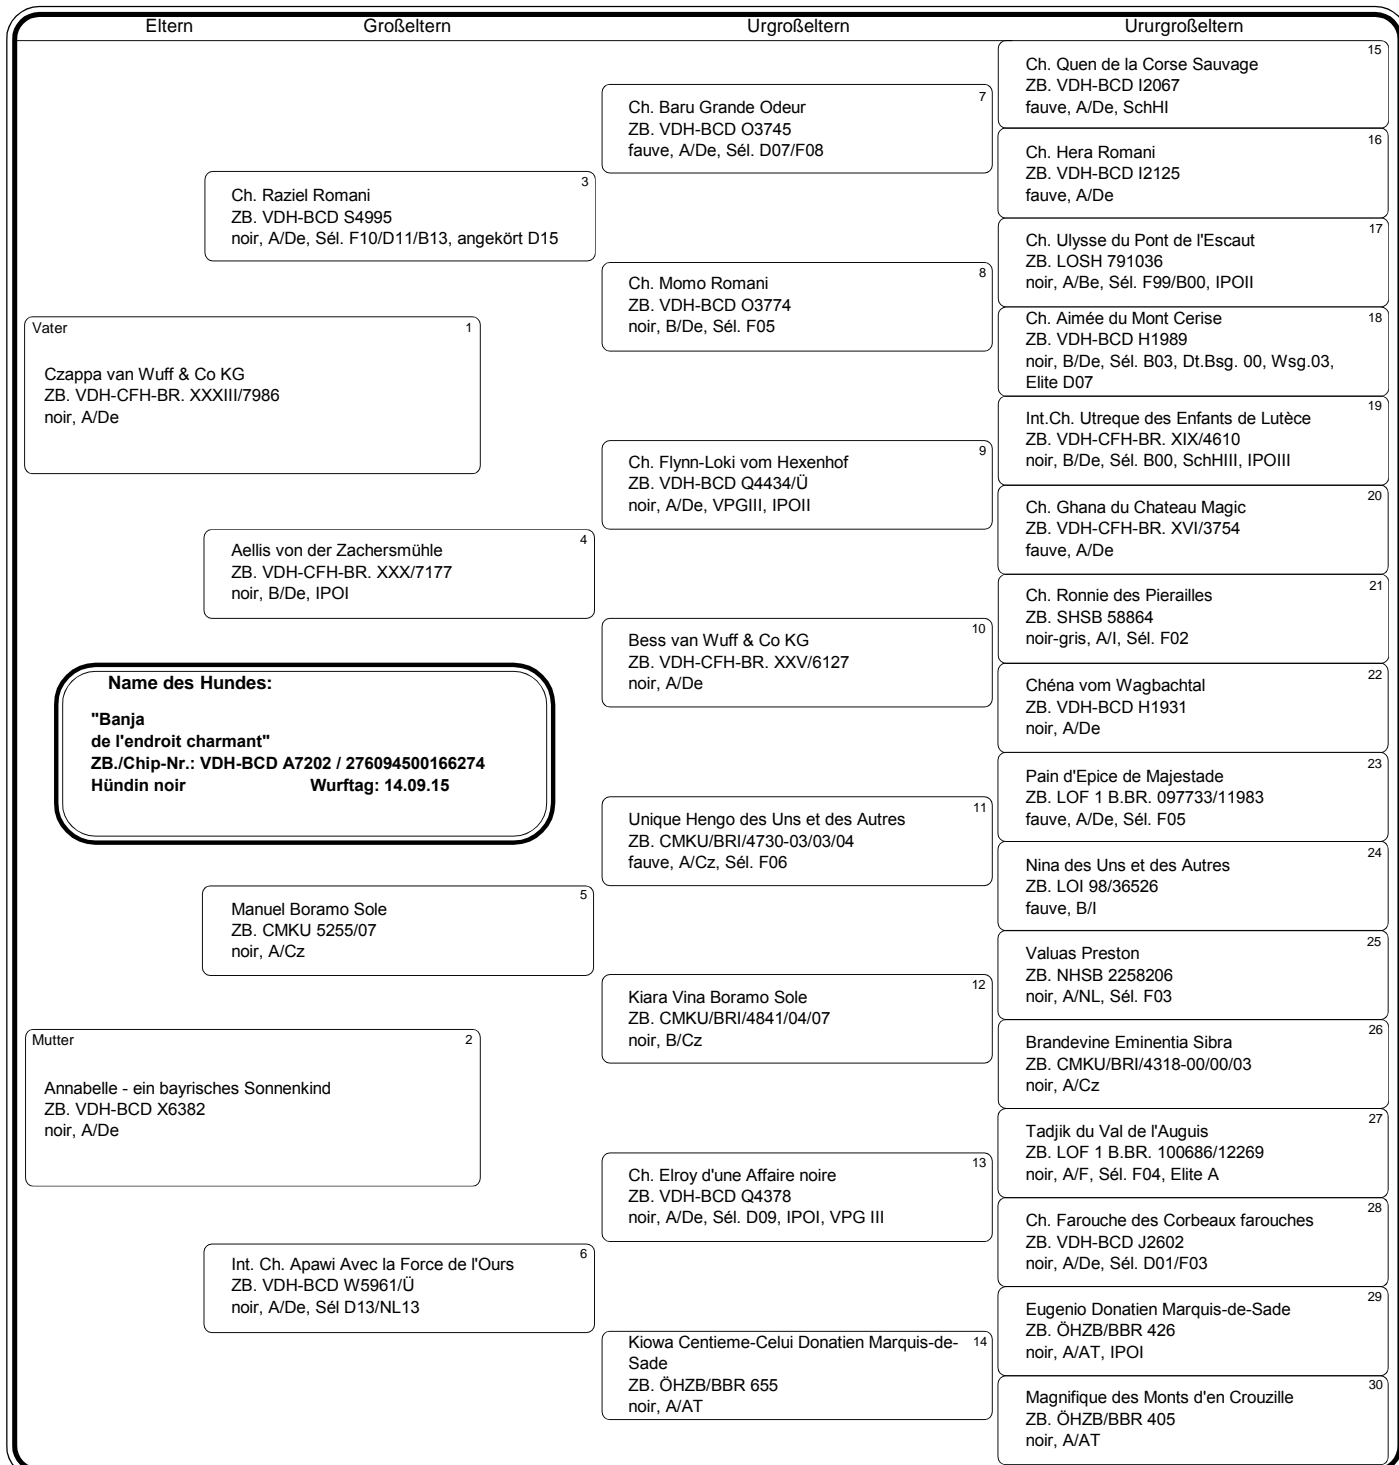 Eltern Großeltern Urgroßeltern Ururgroßeltern
Vater 1
Czappa van Wuff & Co KG
ZB. VDH-CFH-BR. XXXIII/7986
noir, A/De
Mutter 2
Annabelle - ein bayrisches Sonnenkind
ZB. VDH-BCD X6382
noir, A/De
Name des Hundes:
"Banja
de l'endroit charmant"
ZB./Chip-Nr.: VDH-BCD A7202 / 276094500166274
Hündin noir Wurftag: 14.09.15
3
Ch. Raziel Romani
ZB. VDH-BCD S4995
noir, A/De, Sél. F10/D11/B13, angekört D15
4
Aellis von der Zachersmühle
ZB. VDH-CFH-BR. XXX/7177
noir, B/De, IPOI
5
Manuel Boramo Sole
ZB. CMKU 5255/07
noir, A/Cz
6
Int. Ch. Apawi Avec la Force de l'Ours
ZB. VDH-BCD W5961/Ü
noir, A/De, Sél D13/NL13
7
Ch. Baru Grande Odeur
ZB. VDH-BCD O3745
fauve, A/De, Sél. D07/F08
8
Ch. Momo Romani
ZB. VDH-BCD O3774
noir, B/De, Sél. F05
9
Ch. Flynn-Loki vom Hexenhof
ZB. VDH-BCD Q4434/Ü
noir, A/De, VPGIII, IPOII
10
Bess van Wuff & Co KG
ZB. VDH-CFH-BR. XXV/6127
noir, A/De
11
Unique Hengo des Uns et des Autres
ZB. CMKU/BRI/4730-03/03/04
fauve, A/Cz, Sél. F06
12
Kiara Vina Boramo Sole
ZB. CMKU/BRI/4841/04/07
noir, B/Cz
13
Ch. Elroy d'une Affaire noire
ZB. VDH-BCD Q4378
noir, A/De, Sél. D09, IPOI, VPG III
14
Kiowa Centieme-Celui Donatien Marquis-de-
Sade
ZB. ÖHZB/BBR 655
noir, A/AT
15
Ch. Quen de la Corse Sauvage
ZB. VDH-BCD I2067
fauve, A/De, SchHI
16
Ch. Hera Romani
ZB. VDH-BCD I2125
fauve, A/De
17
Ch. Ulysse du Pont de l'Escaut
ZB. LOSH 791036
noir, A/Be, Sél. F99/B00, IPOII
18
Ch. Aimée du Mont Cerise
ZB. VDH-BCD H1989
noir, B/De, Sél. B03, Dt.Bsg. 00, Wsg.03,
Elite D07
19
Int.Ch. Utreque des Enfants de Lutèce
ZB. VDH-CFH-BR. XIX/4610
noir, B/De, Sél. B00, SchHIII, IPOIII
20
Ch. Ghana du Chateau Magic
ZB. VDH-CFH-BR. XVI/3754
fauve, A/De
21
Ch. Ronnie des Pierailles
ZB. SHSB 58864
noir-gris, A/I, Sél. F02
22
Chéna vom Wagbachtal
ZB. VDH-BCD H1931
noir, A/De
23
Pain d'Epice de Majestade
ZB. LOF 1 B.BR. 097733/11983
fauve, A/De, Sél. F05
24
Nina des Uns et des Autres
ZB. LOI 98/36526
fauve, B/I
25
Valuas Preston
ZB. NHSB 2258206
noir, A/NL, Sél. F03
26
Brandevine Eminentia Sibra
ZB. CMKU/BRI/4318-00/00/03
noir, A/Cz
27
Tadjik du Val de l'Auguis
ZB. LOF 1 B.BR. 100686/12269
noir, A/F, Sél. F04, Elite A
28
Ch. Farouche des Corbeaux farouches
ZB. VDH-BCD J2602
noir, A/De, Sél. D01/F03
29
Eugenio Donatien Marquis-de-Sade
ZB. ÖHZB/BBR 426
noir, A/AT, IPOI
30
Magnifique des Monts d'en Crouzille
ZB. ÖHZB/BBR 405
noir, A/AT